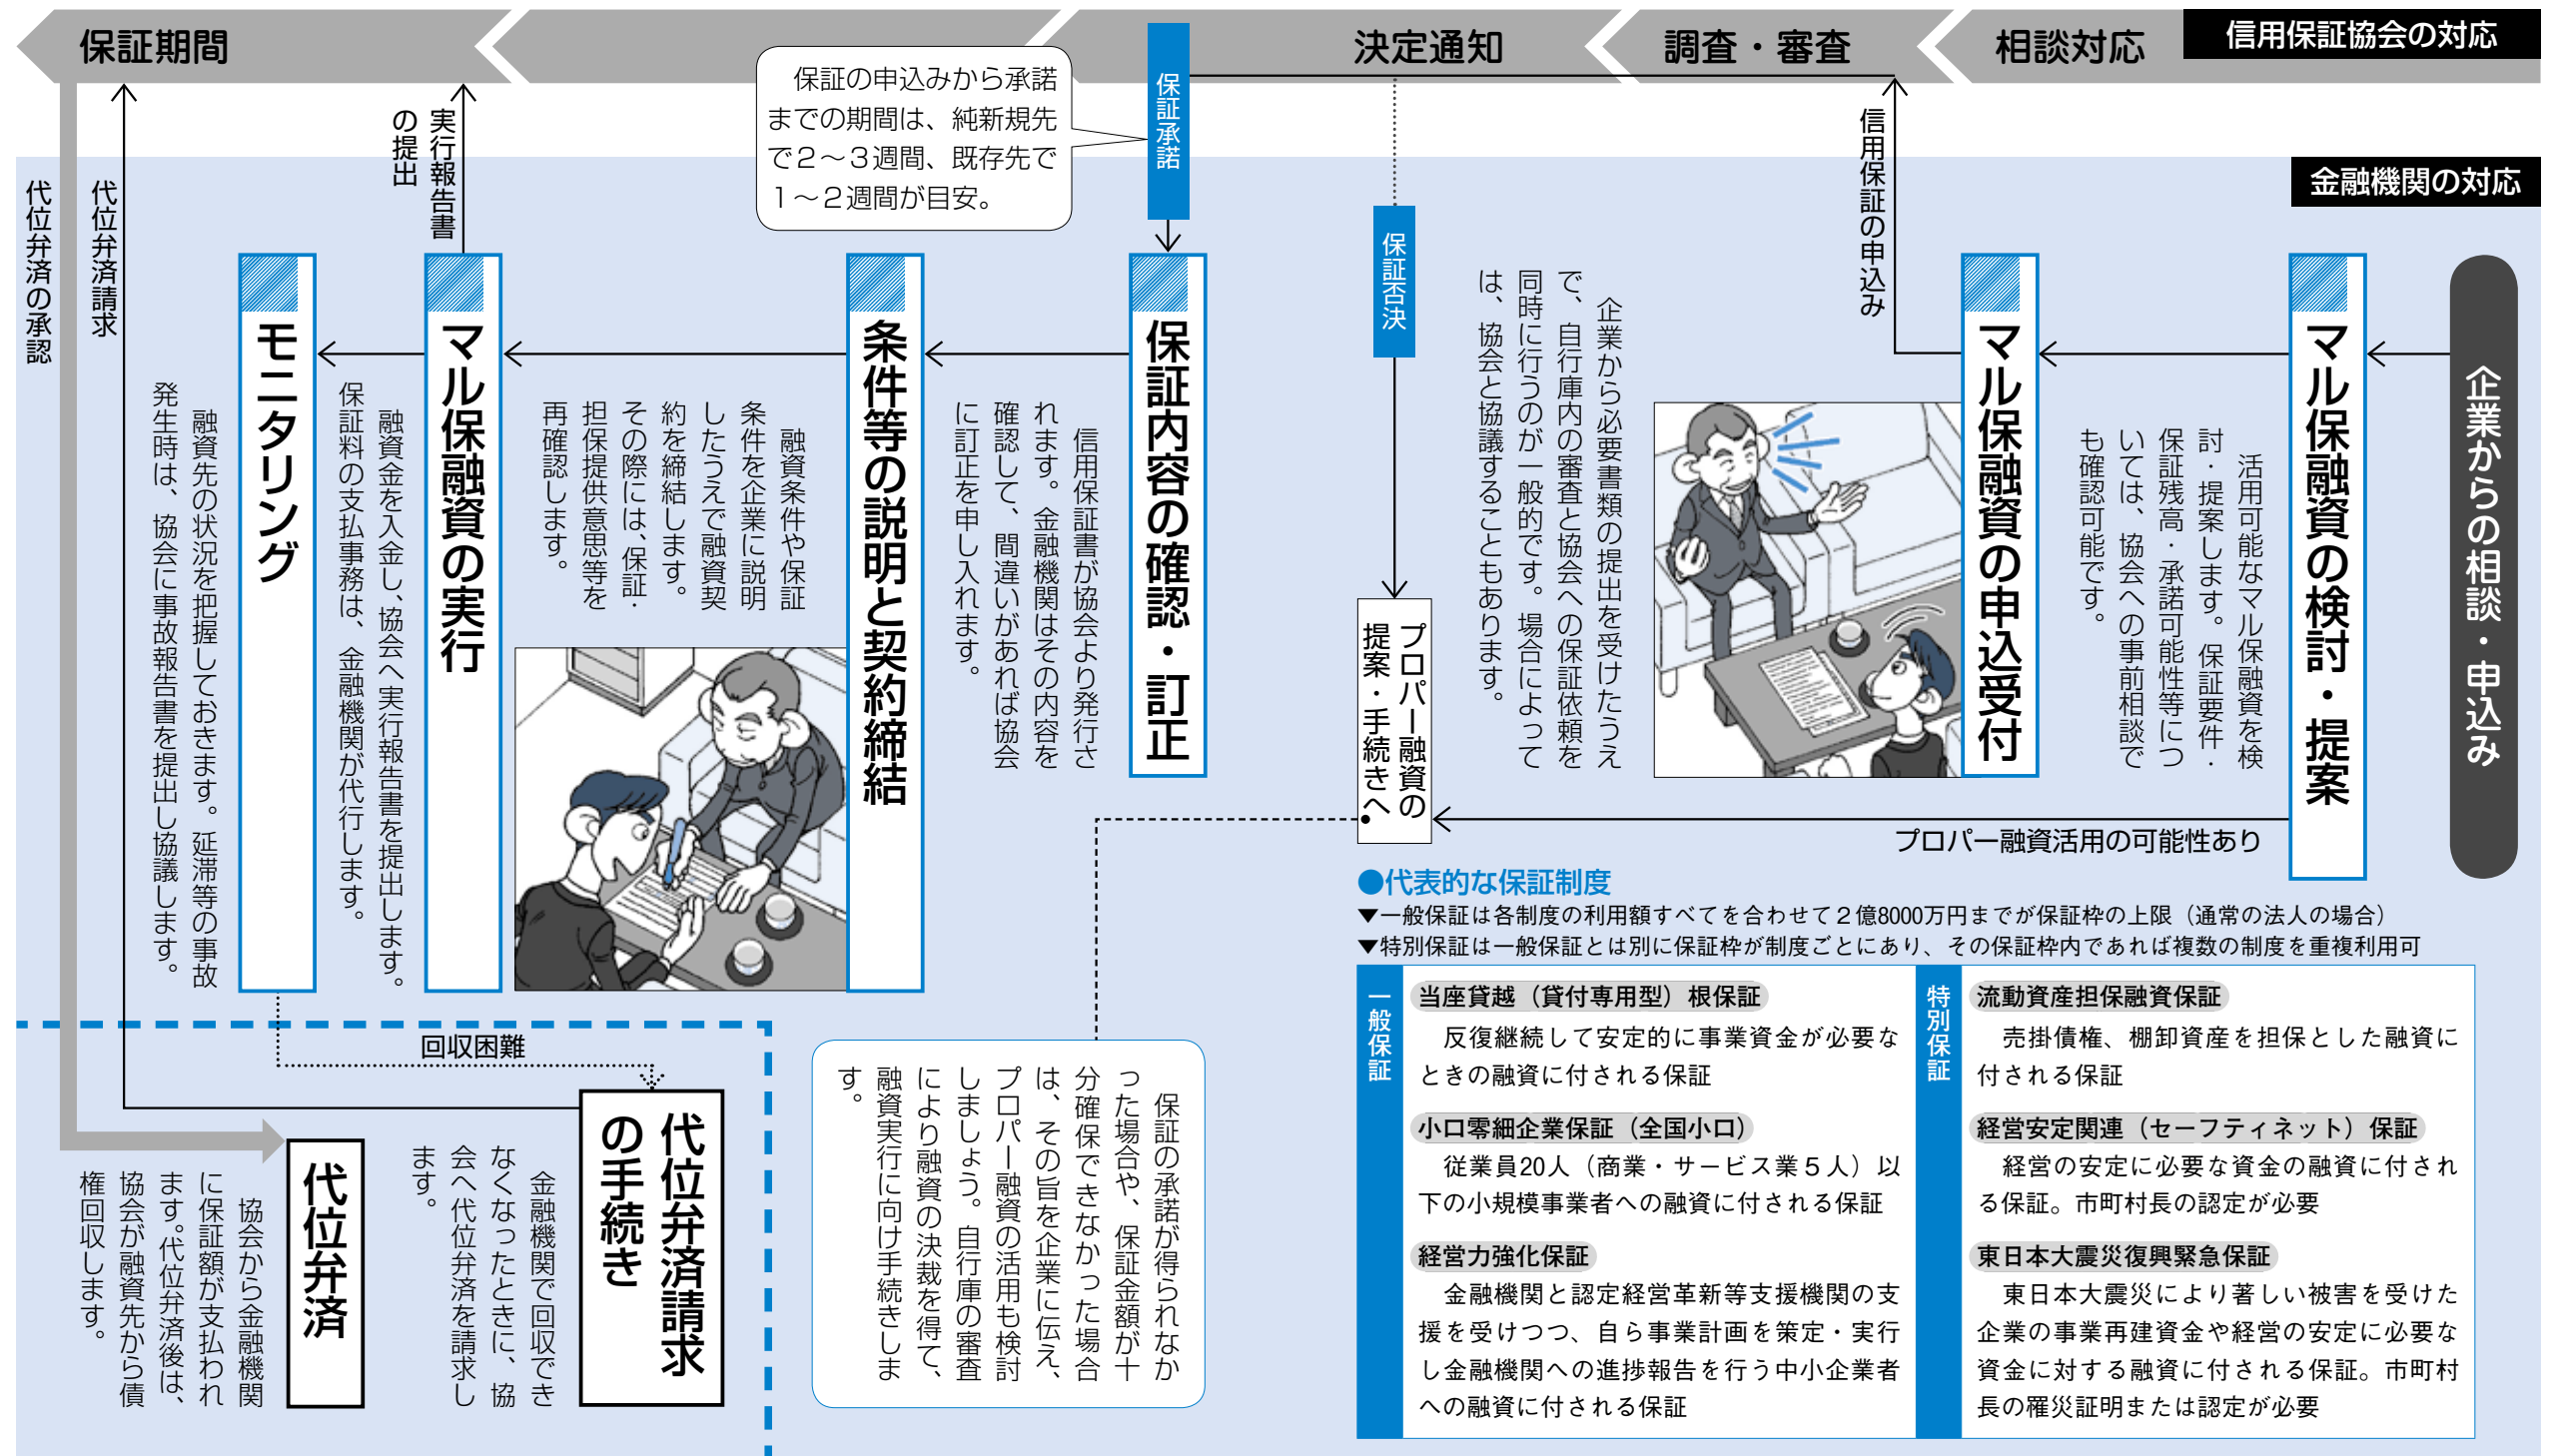 信用保証協会の対応
相談対応
調査・審査
決定通知
保証期間
金融機関の対応
企業からの相談・申込み
マル保融資の検討・提案
活用可能なマル保融資を検
討・提案します。保証要件・
保証残高・承諾可能性等につ
いては、協会への事前相談で
も確認可能です。
プロパー融資活用の可能性あり
マル保融資の申込受付
信用保証の申込み
企業から必要書類の提出を受けたうえ
で、自行庫内の審査と協会への保証依頼を
同時に行うのが一般的です。場合によって
は、協会と協議することもあります。
保証否決
プロパー融資の
提案・手続きへ
保証承諾
保証の申込みから承諾
までの期間は、純新規先
で2〜3週間、既存先で
1〜2週間が目安。
保証内容の確認・訂正
信用保証書が協会より発行さ
れます。金融機関はその内容を
確認して、間違いがあれば協会
に訂正を申し入れます。
条件等の説明と契約締結
融資条件や保証
条件を企業に説明
したうえで融資契
約を締結します。
その際には、保証・
担保提供意思等を
再確認します。
マル保融資の実行
実行報告書
の提出
融資金を入金し、協会へ実行報告書を提出します。
保証料の支払事務は、金融機関が代行します。
モニタリング
融資先の状況を把握しておきます。延滞等の事故
発生時は、協会に事故報告書を提出し協議します。
代位弁済請求
代位弁済の承認
回収困難
代位弁済請求
の手続き
金融機関で回収でき
なくなったときに、協
会へ代位弁済を請求し
ます。
代位弁済
協会から金融機関
に保証額が支払われ
ます。代位弁済後は、
協会が融資先から債
権回収します。
保証の承諾が得られなか
った場合や、保証金額が十
分確保できなかった場合
は、その旨を企業に伝え、
プロパー融資の活用も検討
しましょう。自行庫の審査
により融資の決裁を得て、
融資実行に向け手続きしま
す。
●代表的な保証制度
▼一般保証は各制度の利用額すべてを合わせて2億8000万円までが保証枠の上限（通常の法人の場合）
▼特別保証は一般保証とは別に保証枠が制度ごとにあり、その保証枠内であれば複数の制度を重複利用可
一般保証
当座貸越（貸付専用型）根保証
反復継続して安定的に事業資金が必要な
ときの融資に付される保証
小口零細企業保証（全国小口）
従業員20人（商業・サービス業５人）以
下の小規模事業者への融資に付される保証
経営力強化保証
金融機関と認定経営革新等支援機関の支
援を受けつつ、自ら事業計画を策定・実行
し金融機関への進捗報告を行う中小企業者
への融資に付される保証
特別保証
流動資産担保融資保証
売掛債権、棚卸資産を担保とした融資に
付される保証
経営安定関連（セーフティネット）保証
経営の安定に必要な資金の融資に付され
る保証。市町村長の認定が必要
東日本大震災復興緊急保証
東日本大震災により著しい被害を受けた
企業の事業再建資金や経営の安定に必要な
資金に対する融資に付される保証。市町村
長の罹災証明または認定が必要